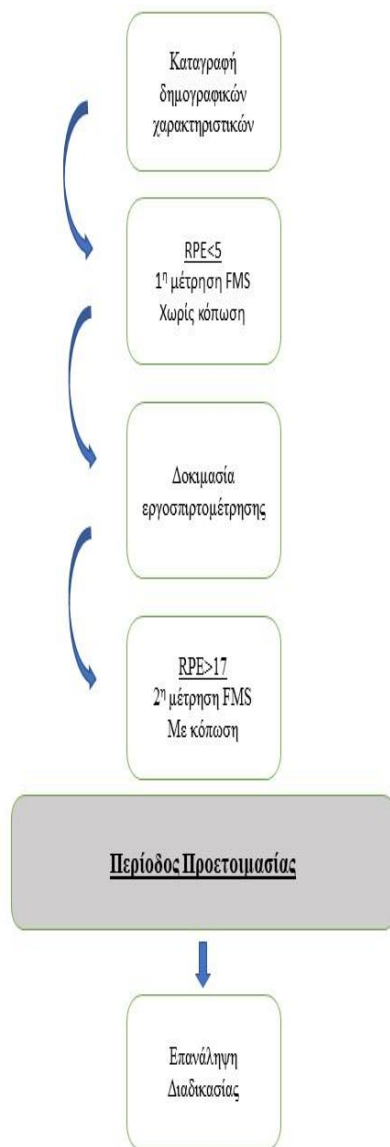 Καταγραφή
δημογραφικών
χαρακτηριστικών
RPE<5
1η μέτρηση FMS
Χωρίς κόπωση
Δοκιμασία
εργοσπιρτομέτρησης
RPE>17
2η μέτρηση FMS
Με κόπωση
Περίοδος Προετοιμασίας
Επανάληψη
Διαδικασίας